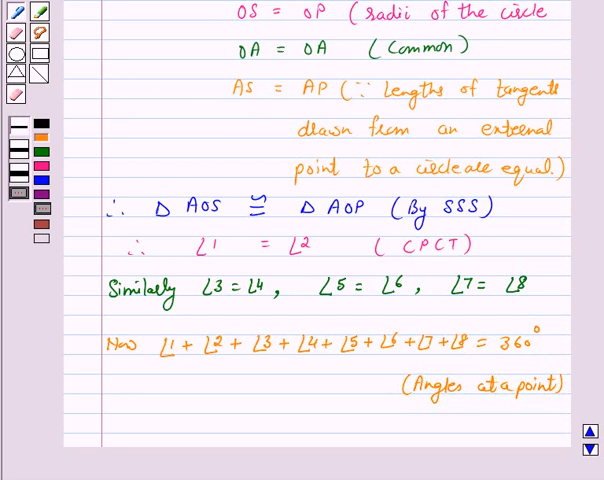 OS = OP (radii of the circle
OA = OA (Common)
AS = AP (∵ Lengths of tangents
drawn from an external
point to a circle are equal.)
∴ Δ AOS ≅ Δ AOP (By SSS)
∴ ∠1 = ∠2 (CPCT)
Similarly ∠3 = ∠4, ∠5 = ∠6, ∠7 = ∠8
Now ∠1 + ∠2 + ∠3 + ∠4 + ∠5 + ∠6 + ∠7 + ∠8 = 360°
(Angles at a point)